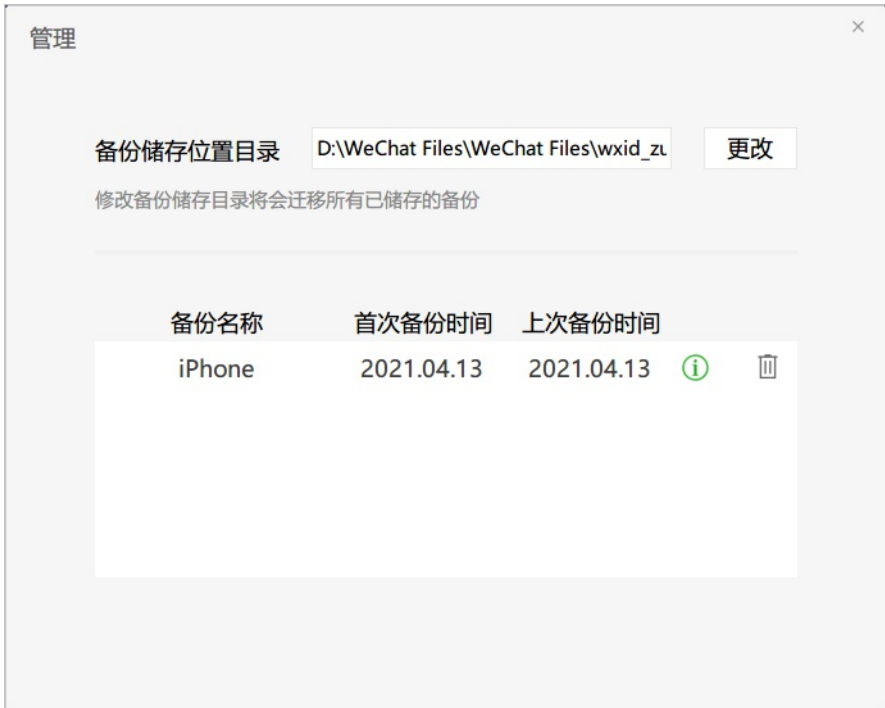 管理
备份储存位置目录 D:\WeChat Files\WeChat Files\wxid_zu 更改
修改备份储存目录将会迁移所有已储存的备份
备份名称 首次备份时间 上次备份时间
iPhone 2021.04.13 2021.04.13